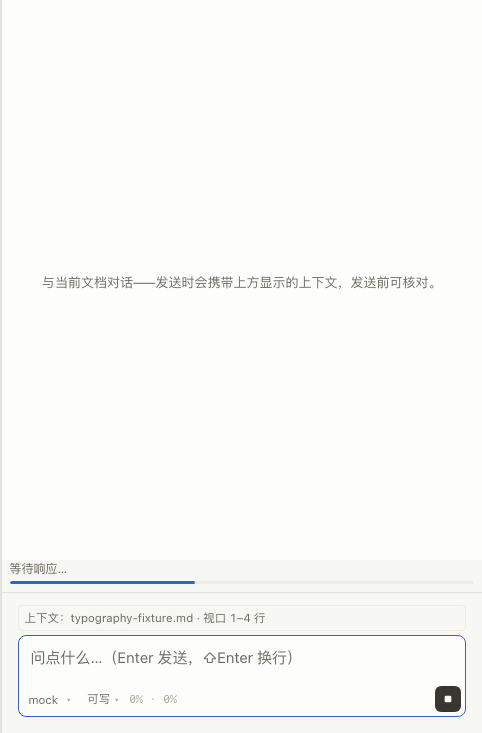 与当前文档对话——发送时会携带上方显示的上下文，发送前可核对。
等待响应…
上下文：typography-fixture.md · 视口 1–4 行
问点什么…（Enter 发送，⇧Enter 换行）
mock 可写 0% · 0%